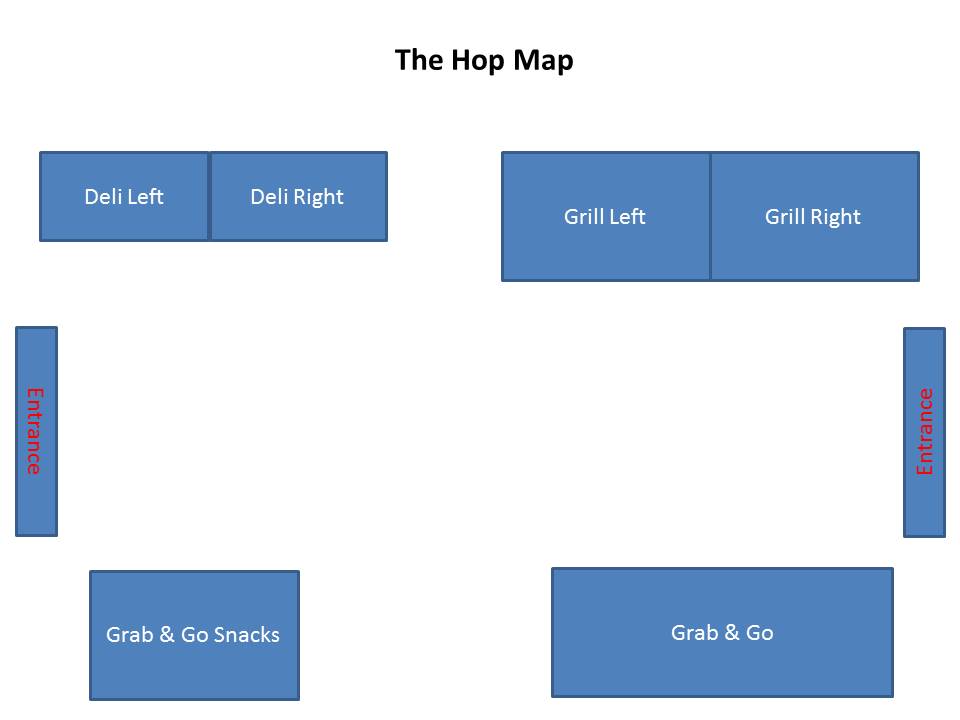 The Hop Map
Deli Left
Deli Right
Grill Left
Grill Right
Entrance
Entrance
Grab & Go Snacks
Grab & Go